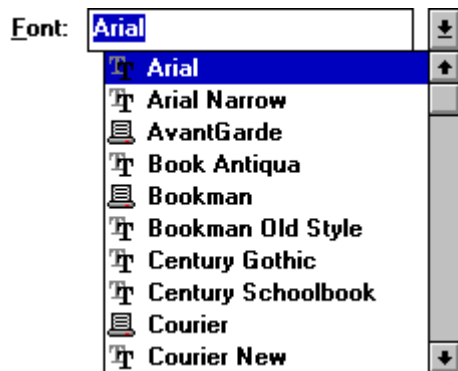 Font: Arial
Arial
Arial Narrow
AvantGarde
Book Antiqua
Bookman
Bookman Old Style
Century Gothic
Century Schoolbook
Courier
Courier New